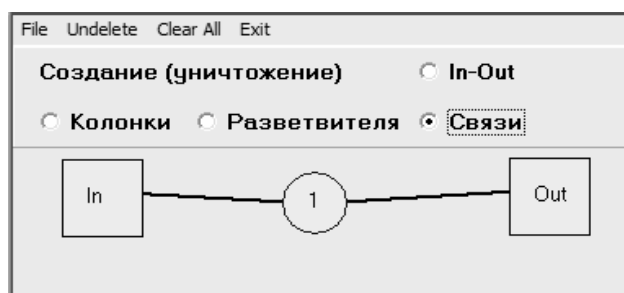 File Undelete Clear All Exit
Создание (уничтожение) In-Out
Колонки Разветвителя Связи
In 1 Out